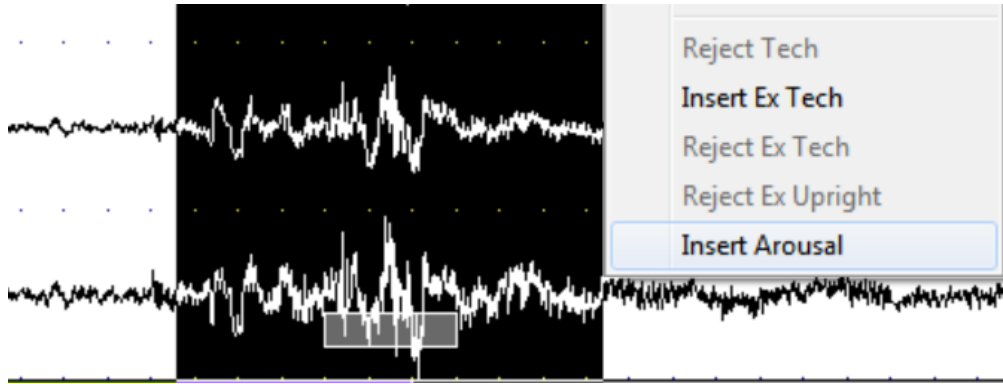 Reject Tech
Insert Ex Tech
Reject Ex Tech
Reject Ex Upright
Insert Arousal